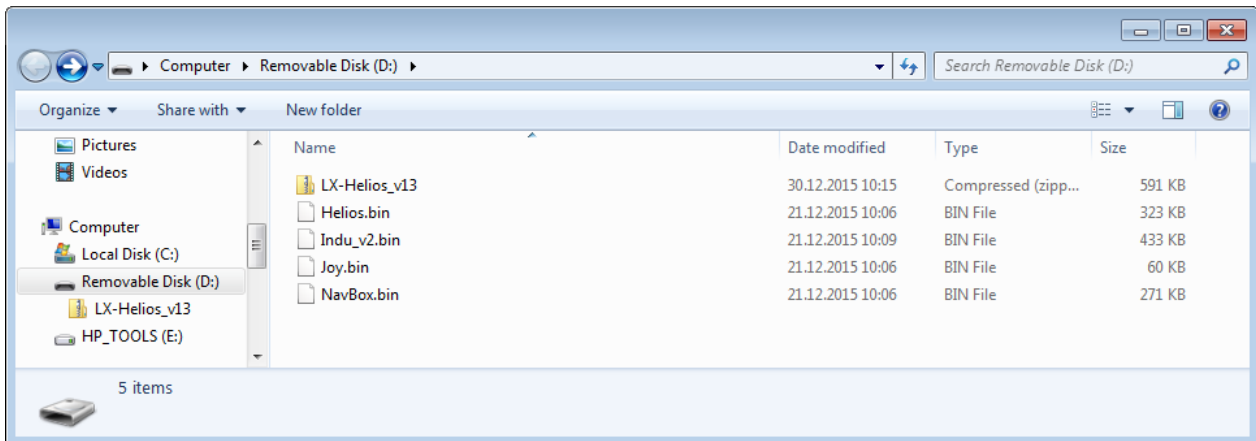 Computer Removable Disk (D:) Search Removable Disk (D:)
Organize Share with New folder
Pictures
Videos
Computer
Local Disk (C:)
Removable Disk (D:)
LX-Helios_v13
HP_TOOLS (E:)
Name Date modified Type Size
LX-Helios_v13 30.12.2015 10:15 Compressed (zipp... 591 KB
Helios.bin 21.12.2015 10:06 BIN File 323 KB
Indu_v2.bin 21.12.2015 10:09 BIN File 433 KB
Joy.bin 21.12.2015 10:06 BIN File 60 KB
NavBox.bin 21.12.2015 10:06 BIN File 271 KB
5 items